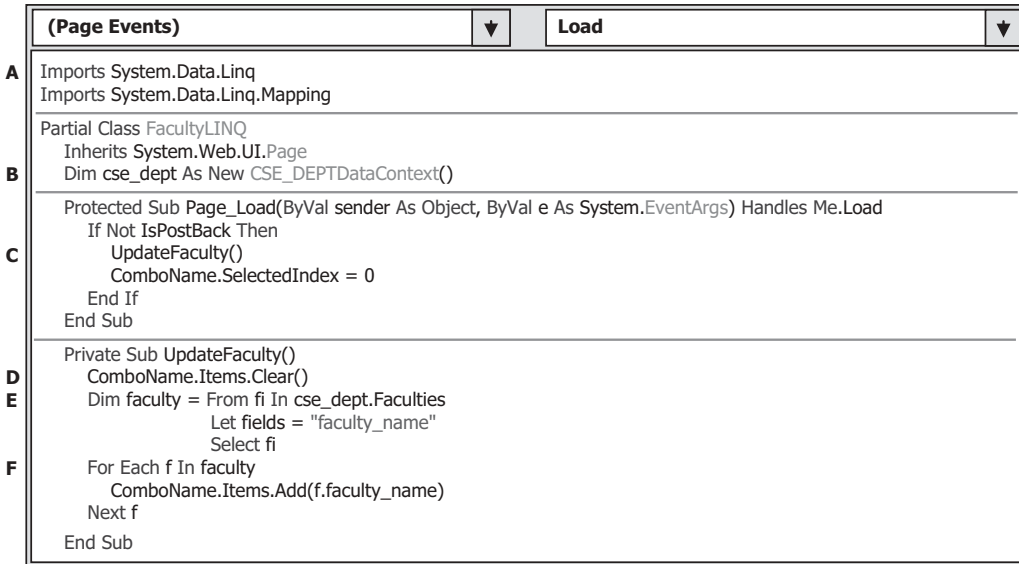 (Page Events) Load
A Imports System.Data.Linq
Imports System.Data.Linq.Mapping
Partial Class FacultyLINQ
Inherits System.Web.UI.Page
B Dim cse_dept As New CSE_DEPTDataContext()
Protected Sub Page_Load(ByVal sender As Object, ByVal e As System.EventArgs) Handles Me.Load
If Not IsPostBack Then
C UpdateFaculty()
ComboName.SelectedIndex = 0
End If
End Sub
Private Sub UpdateFaculty()
D ComboName.Items.Clear()
E Dim faculty = From fi In cse_dept.Faculties
Let fields = "faculty_name"
Select fi
F For Each f In faculty
ComboName.Items.Add(f.faculty_name)
Next f
End Sub